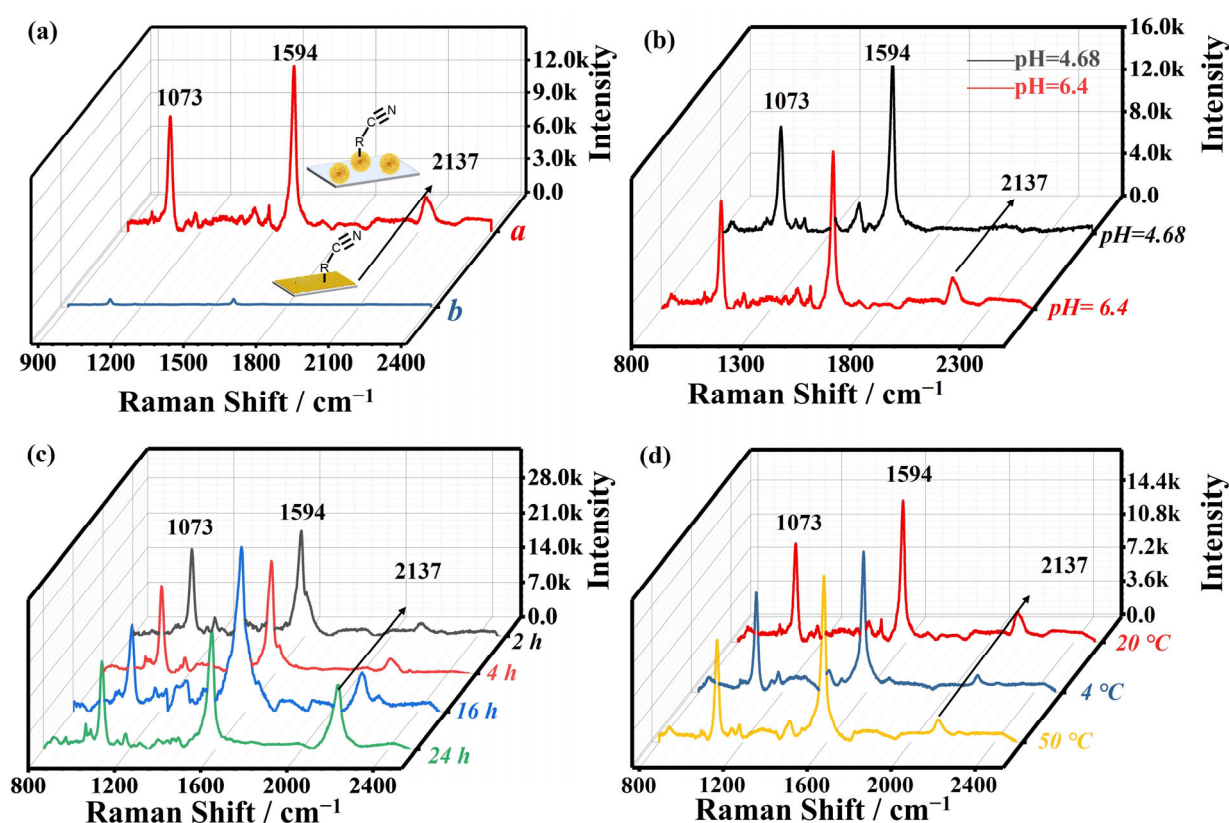 (a)
1594
1073
2137
R
C
N
R
C
N
a
b
12.0k
9.0k
6.0k
3.0k
0.0
Intensity
900
1200
1500
1800
2100
2400
Raman Shift / cm⁻¹
(b)
1594
1073
2137
pH=4.68
pH=6.4
pH=4.68
pH= 6.4
16.0k
12.0k
8.0k
4.0k
0.0
Intensity
800
1300
1800
2300
Raman Shift / cm⁻¹
(c)
1073
1594
2137
2 h
4 h
16 h
24 h
28.0k
21.0k
14.0k
7.0k
0.0
Intensity
800
1200
1600
2000
2400
Raman Shift / cm⁻¹
(d)
1073
1594
2137
20 °C
4 °C
50 °C
14.4k
10.8k
7.2k
3.6k
0.0
Intensity
800
1200
1600
2000
2400
Raman Shift / cm⁻¹